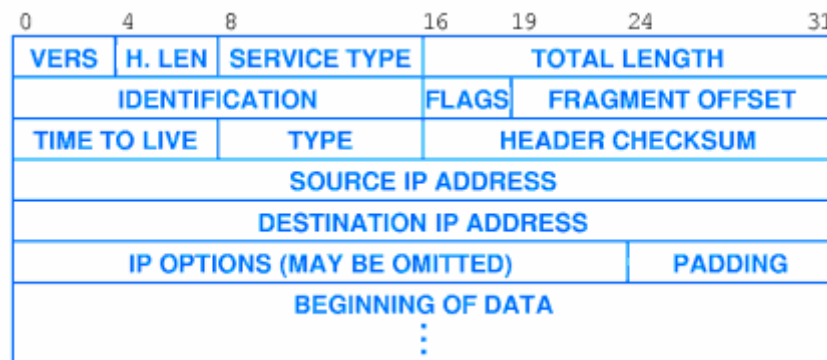 0 4 8 16 19 24 31
VERS H. LEN SERVICE TYPE TOTAL LENGTH
IDENTIFICATION FLAGS FRAGMENT OFFSET
TIME TO LIVE TYPE HEADER CHECKSUM
SOURCE IP ADDRESS
DESTINATION IP ADDRESS
IP OPTIONS (MAY BE OMITTED) PADDING
BEGINNING OF DATA